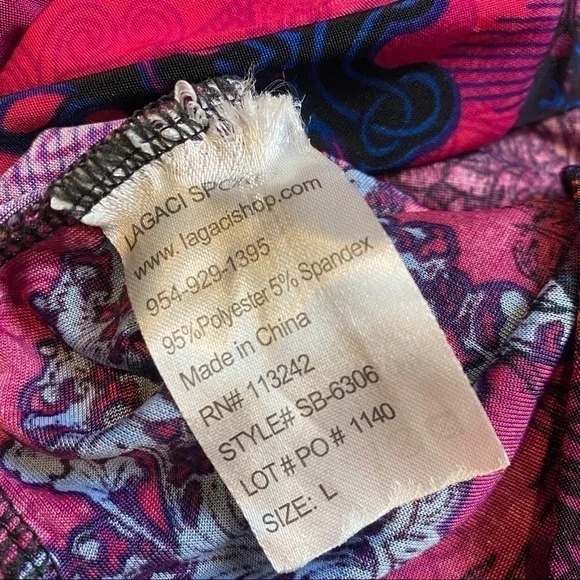 LAGACI
www.lagacishop.com
954-929-1395
95%Polyester 5% Spandex
Made in China
RN# 113242
STYLE# SB-6306
LOT # PO # 1140
SIZE: L